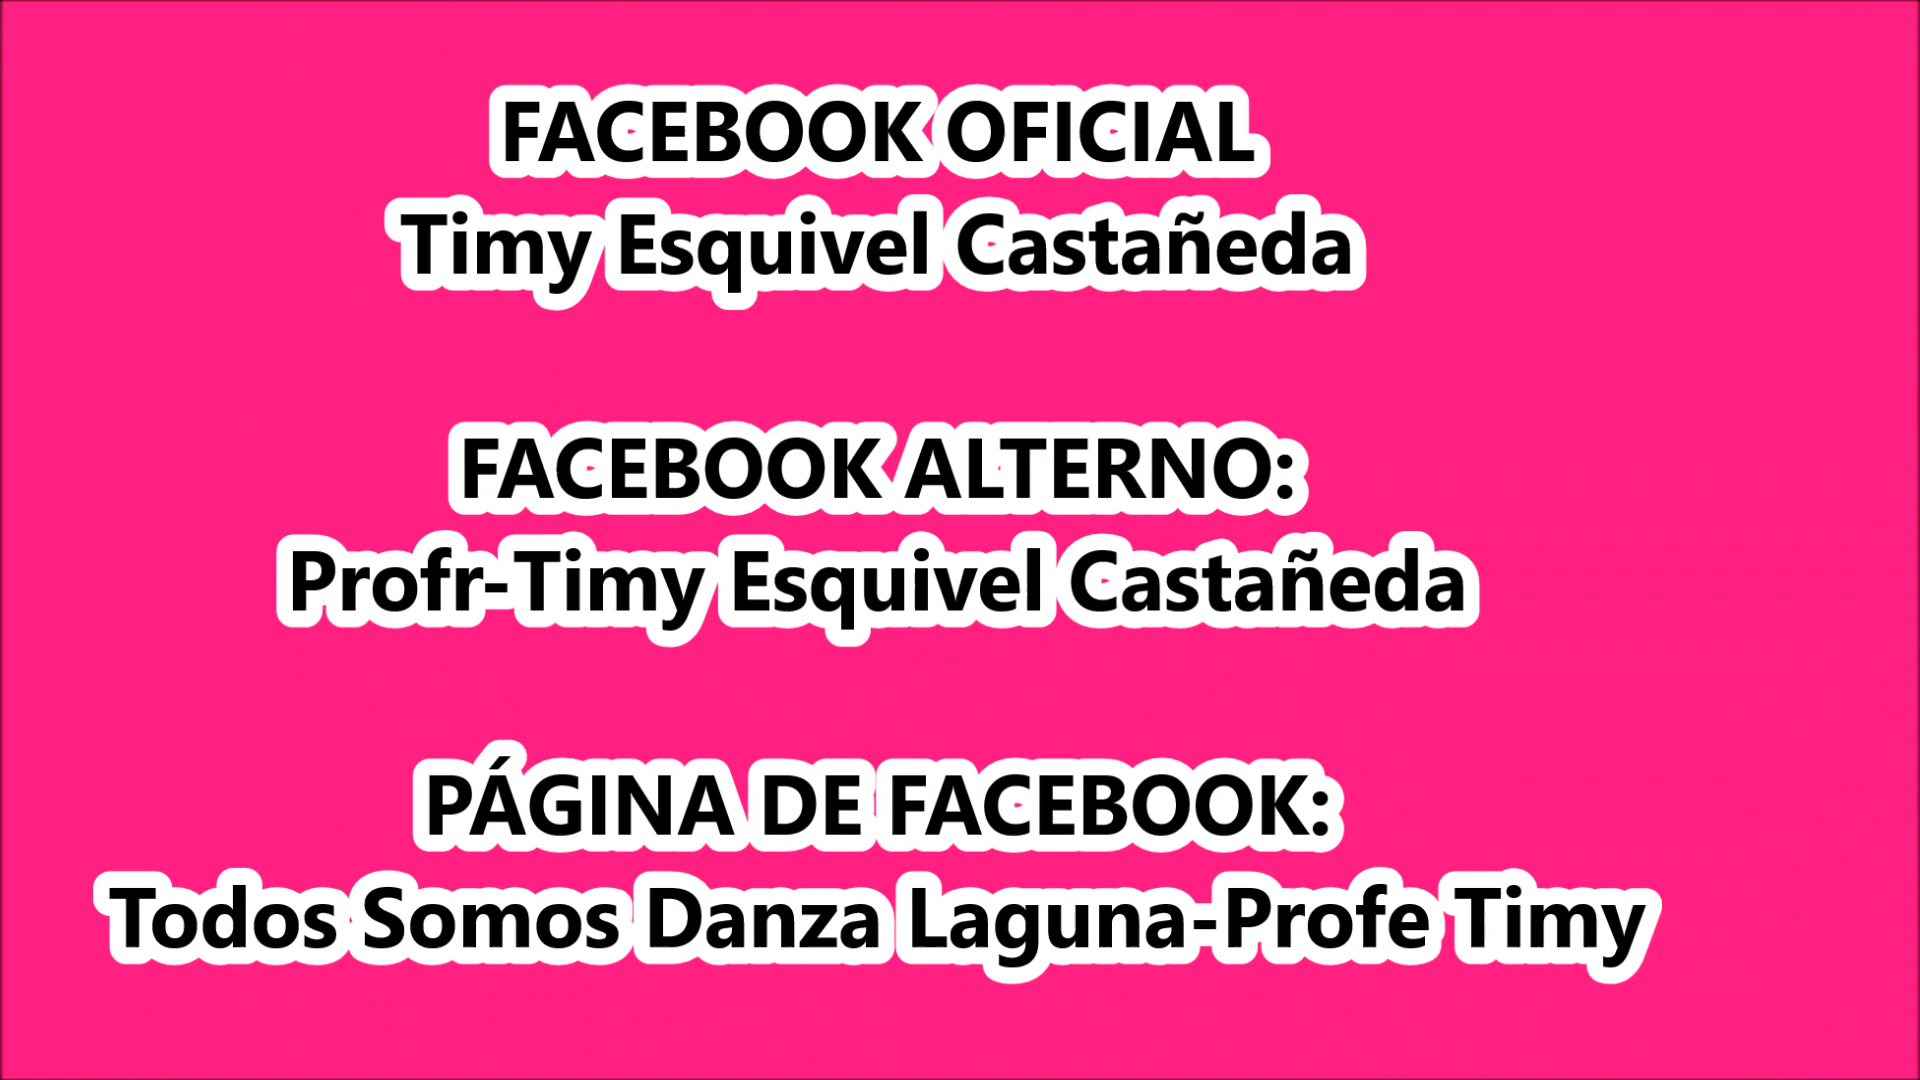 FACEBOOK OFICIAL
Timy Esquivel Castañeda
FACEBOOK ALTERNO:
Profr-Timy Esquivel Castañeda
PÁGINA DE FACEBOOK:
Todos Somos Danza Laguna-Profe Timy